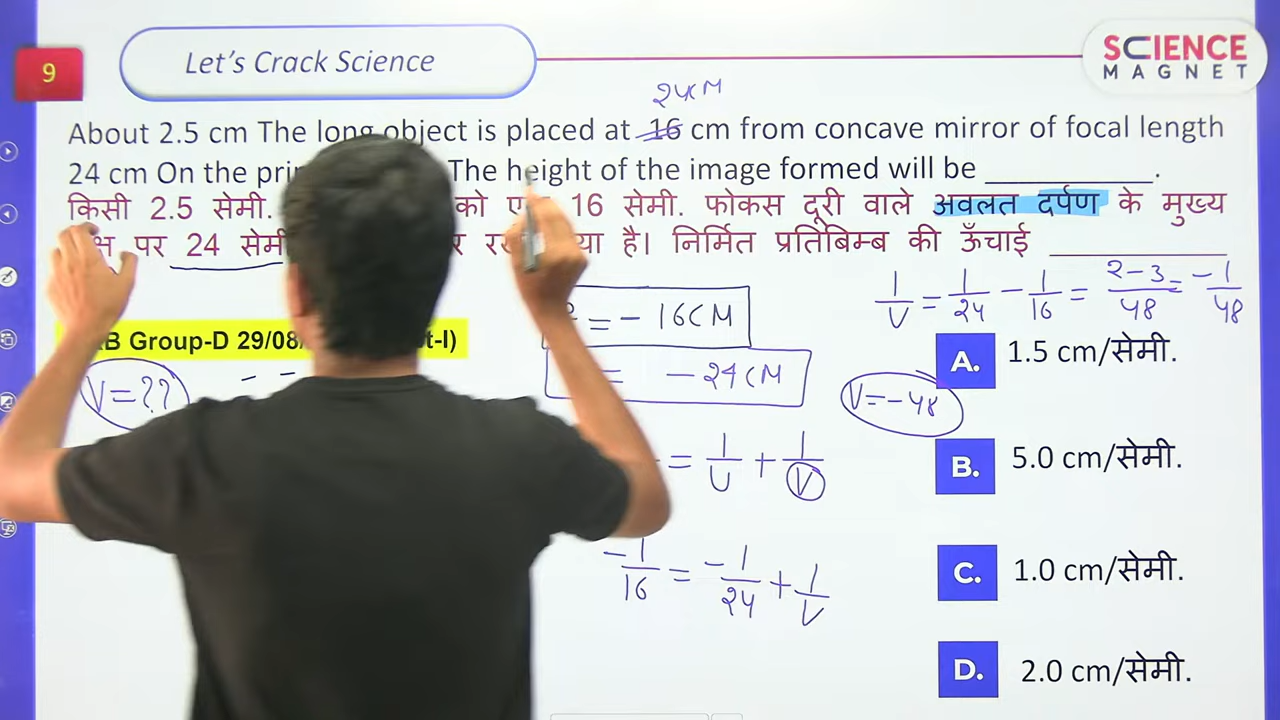 9
Let's Crack Science
SCIENCE
MAGNET
24CM
About 2.5 cm The long object is placed at 16 cm from concave mirror of focal length
24 cm On the The height of the image formed will be __________.
किसी 2.5 सेमी. को 16 सेमी. फोकस दूरी वाले अवलत दर्पण के मुख्य
पर 24 है। निर्मित प्रतिबिम्ब की ऊँचाई __________
1/V = 1/24 - 1/16 = 2-3/48 = -1/48
= - 16CM
Group-D 29/08/
= - 24CM
V=??
V=-48
A. 1.5 cm/सेमी.
= 1/U + 1/V
B. 5.0 cm/सेमी.
-1/16 = -1/24 + 1/V
C. 1.0 cm/सेमी.
D. 2.0 cm/सेमी.